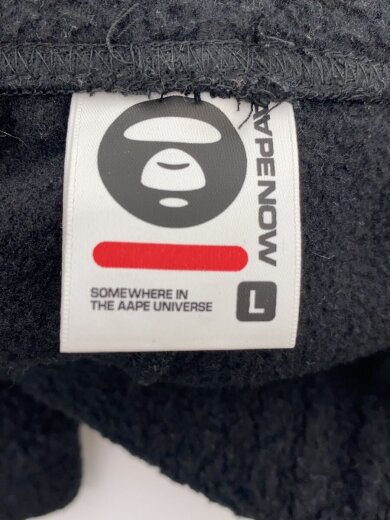 AAPE NOW
SOMEWHERE IN
THE AAPE UNIVERSE
L